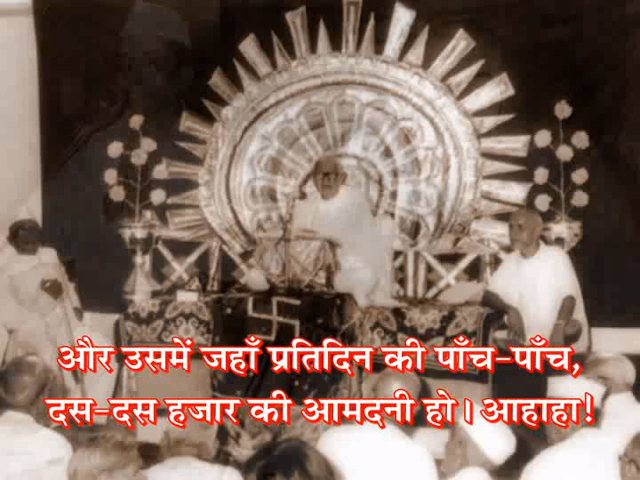 और उसमें जहाँ प्रतिदिन की पाँच-पाँच,
दस-दस हजार की आमदनी हो। आहाहा!